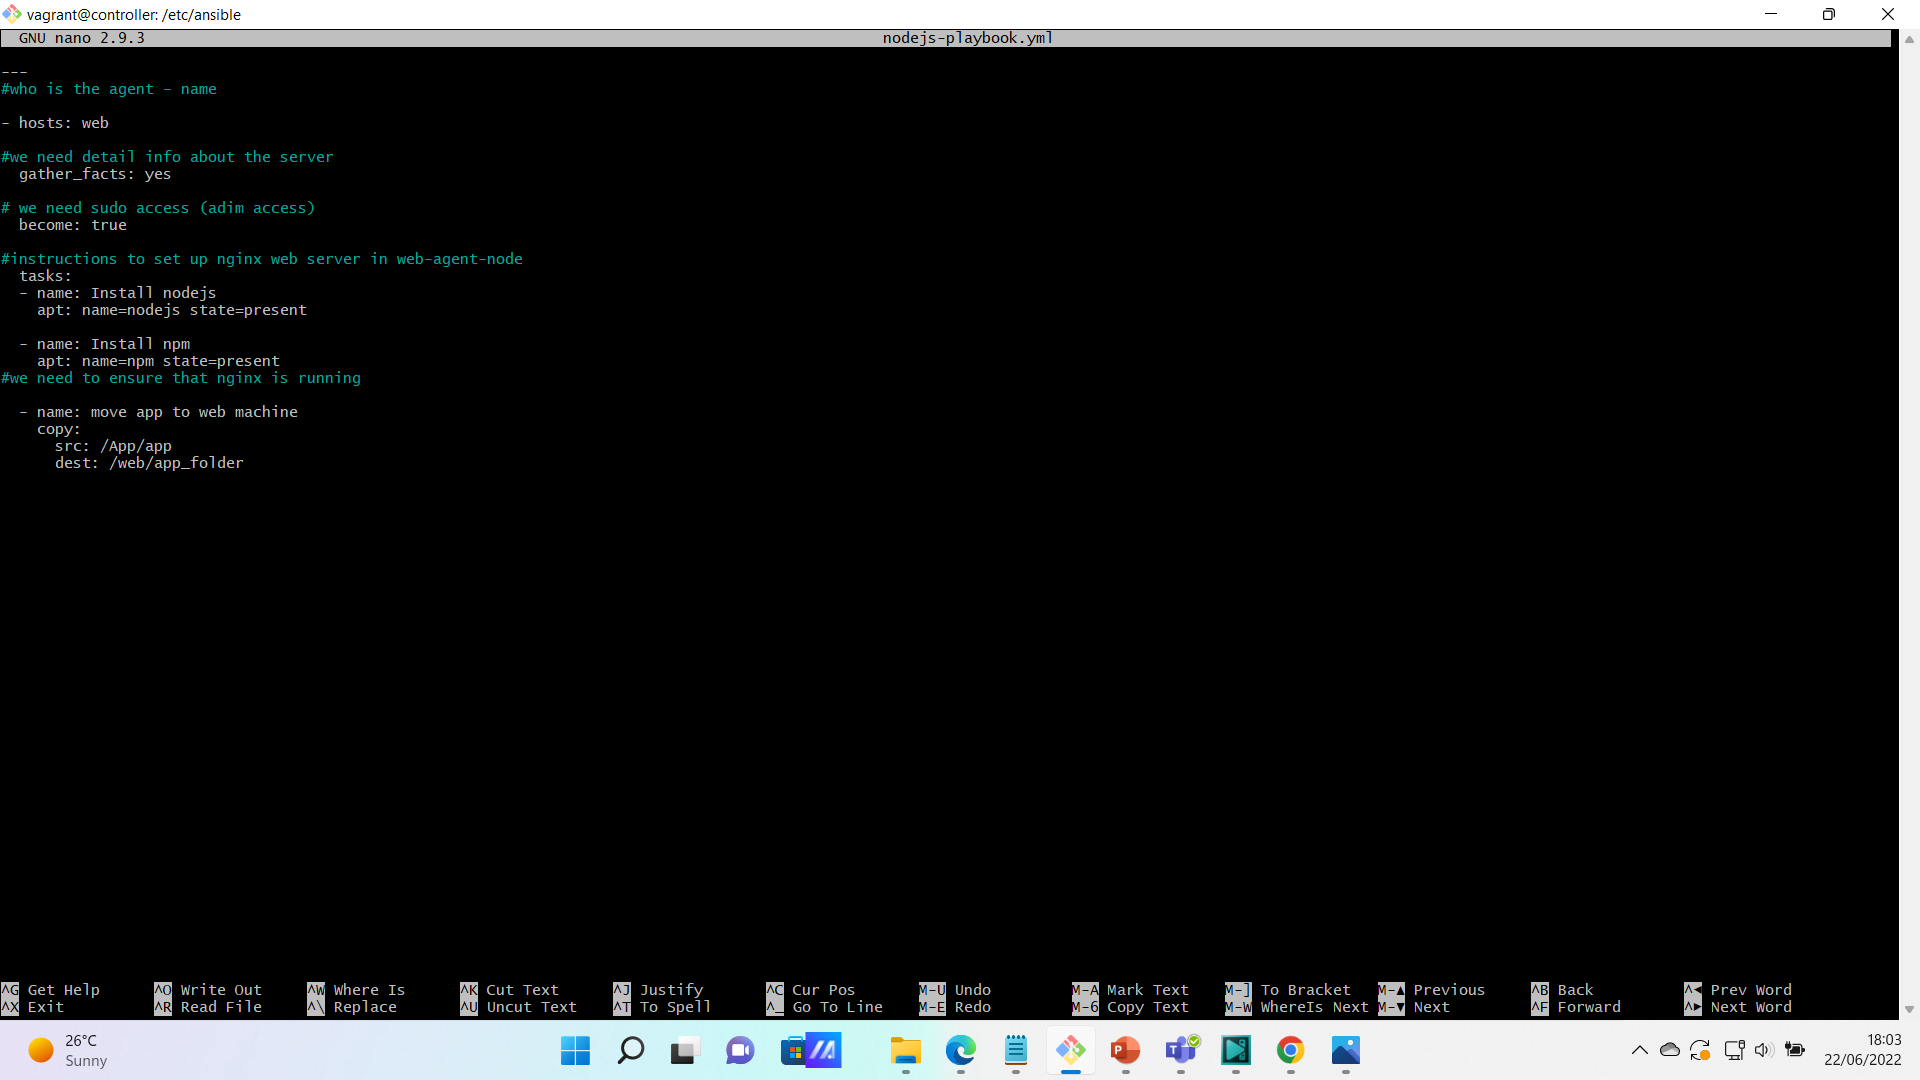 vagrant@controller: /etc/ansible
GNU nano 2.9.3 nodejs-playbook.yml
---
#who is the agent - name
- hosts: web
#we need detail info about the server
gather_facts: yes
# we need sudo access (adim access)
become: true
#instructions to set up nginx web server in web-agent-node
tasks:
- name: Install nodejs
apt: name=nodejs state=present
- name: Install npm
apt: name=npm state=present
#we need to ensure that nginx is running
- name: move app to web machine
copy:
src: /App/app
dest: /web/app_folder
^G Get Help ^O Write Out ^W Where Is ^K Cut Text ^J Justify ^C Cur Pos M-U Undo M-A Mark Text M-] To Bracket M-▲ Previous ^B Back ^◄ Prev Word
^X Exit ^R Read File ^\ Replace ^U Uncut Text ^T To Spell ^_ Go To Line M-E Redo M-6 Copy Text M-W WhereIs Next M-▼ Next ^F Forward ^► Next Word
26°C
Sunny
18:03
22/06/2022